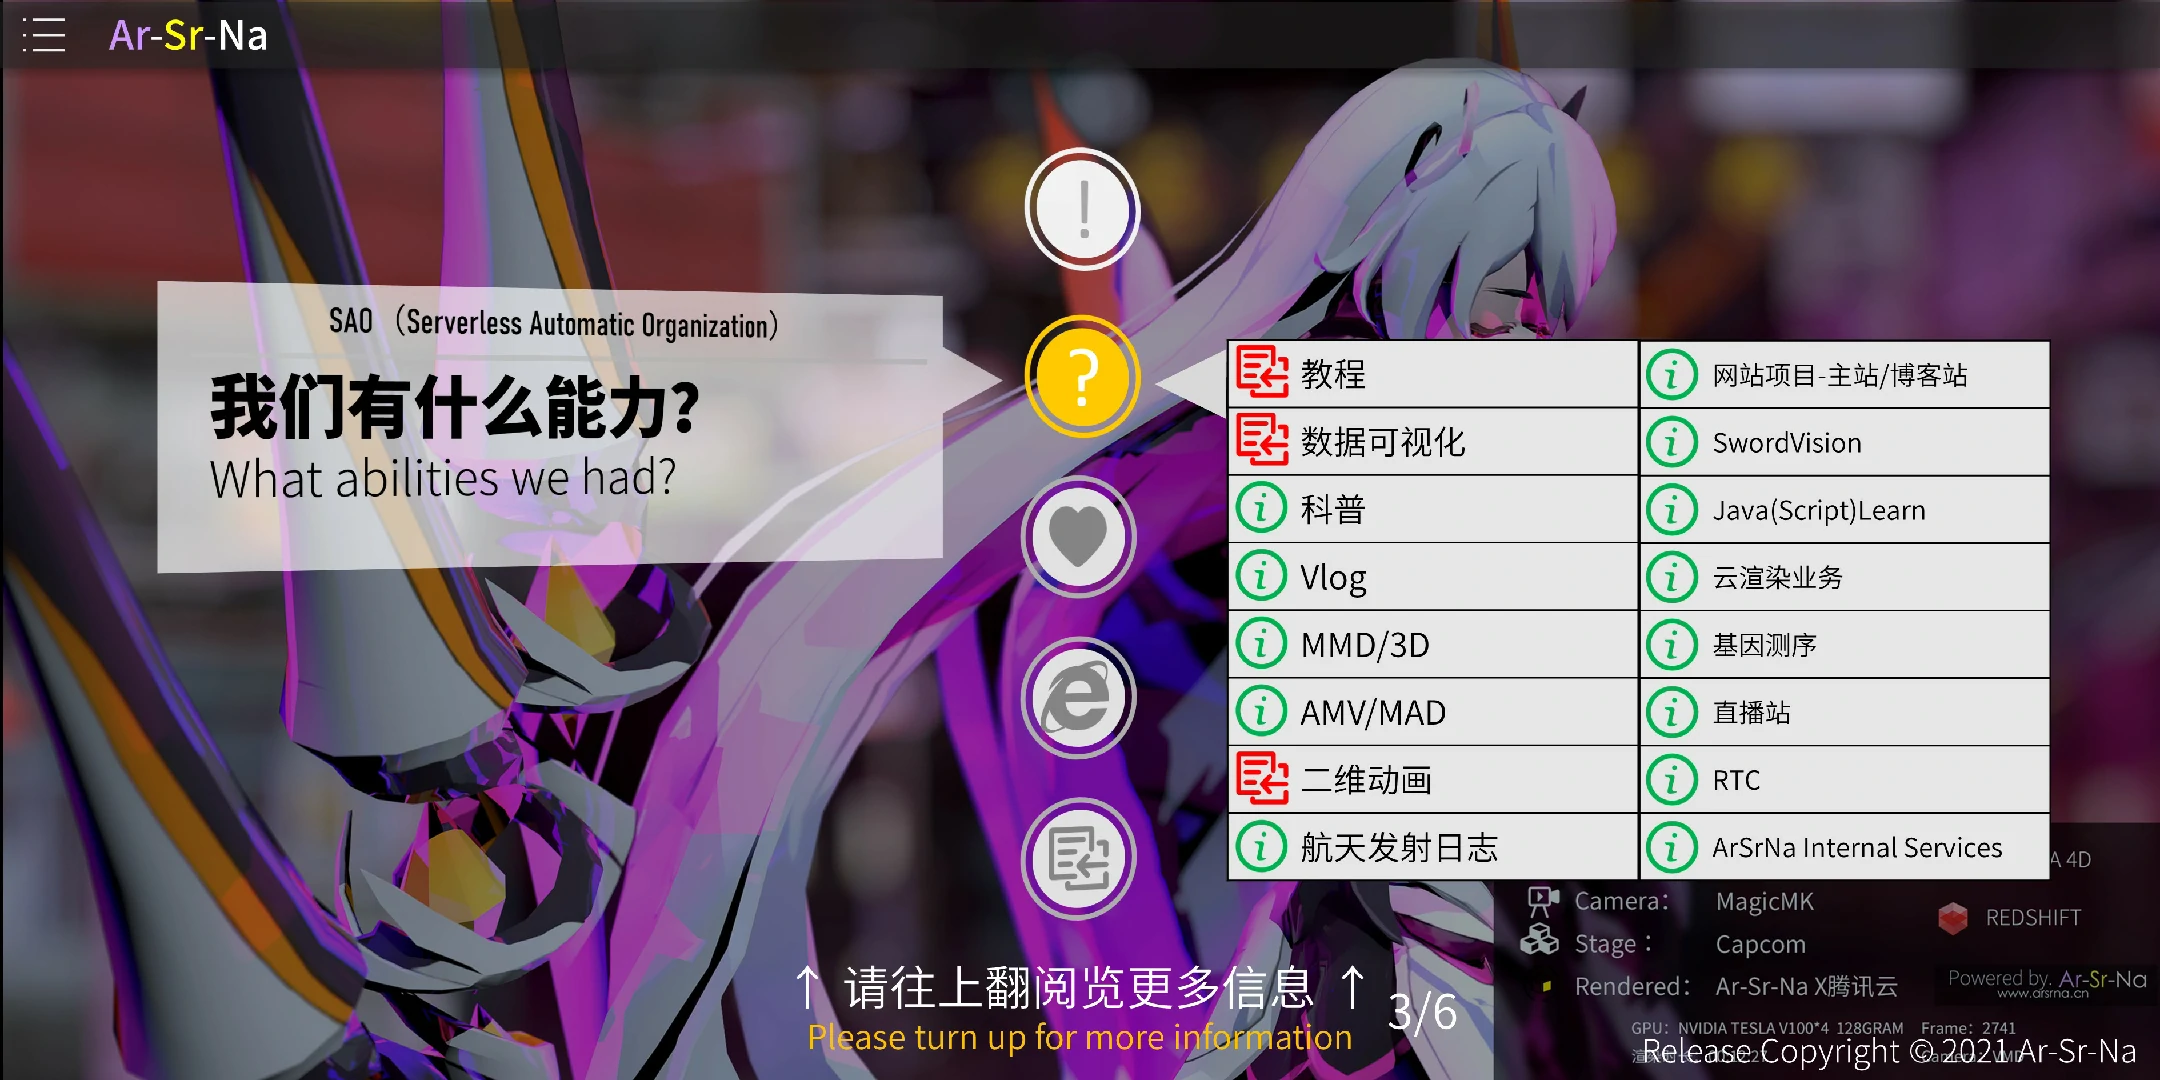 Ar-Sr-Na
SAO（Serverless Automatic Organization）
我们有什么能力？
What abilities we had?
!
?
教程
数据可视化
科普
Vlog
MMD/3D
AMV/MAD
二维动画
航天发射日志
网站项目-主站/博客站
SwordVision
Java(Script)Learn
云渲染业务
基因测序
直播站
RTC
ArSrNa Internal Services
A 4D
Camera： MagicMK
REDSHIFT
Stage： Capcom
Rendered： Ar-Sr-Na X腾讯云
Powered by. Ar-Sr-Na
www.arsrna.cn
↑ 请往上翻阅览更多信息 ↑
Please turn up for more information
3/6
GPU：NVIDIA TESLA V100*4 128GRAM Frame：2741
Release Copyright © 2021 Ar-Sr-Na